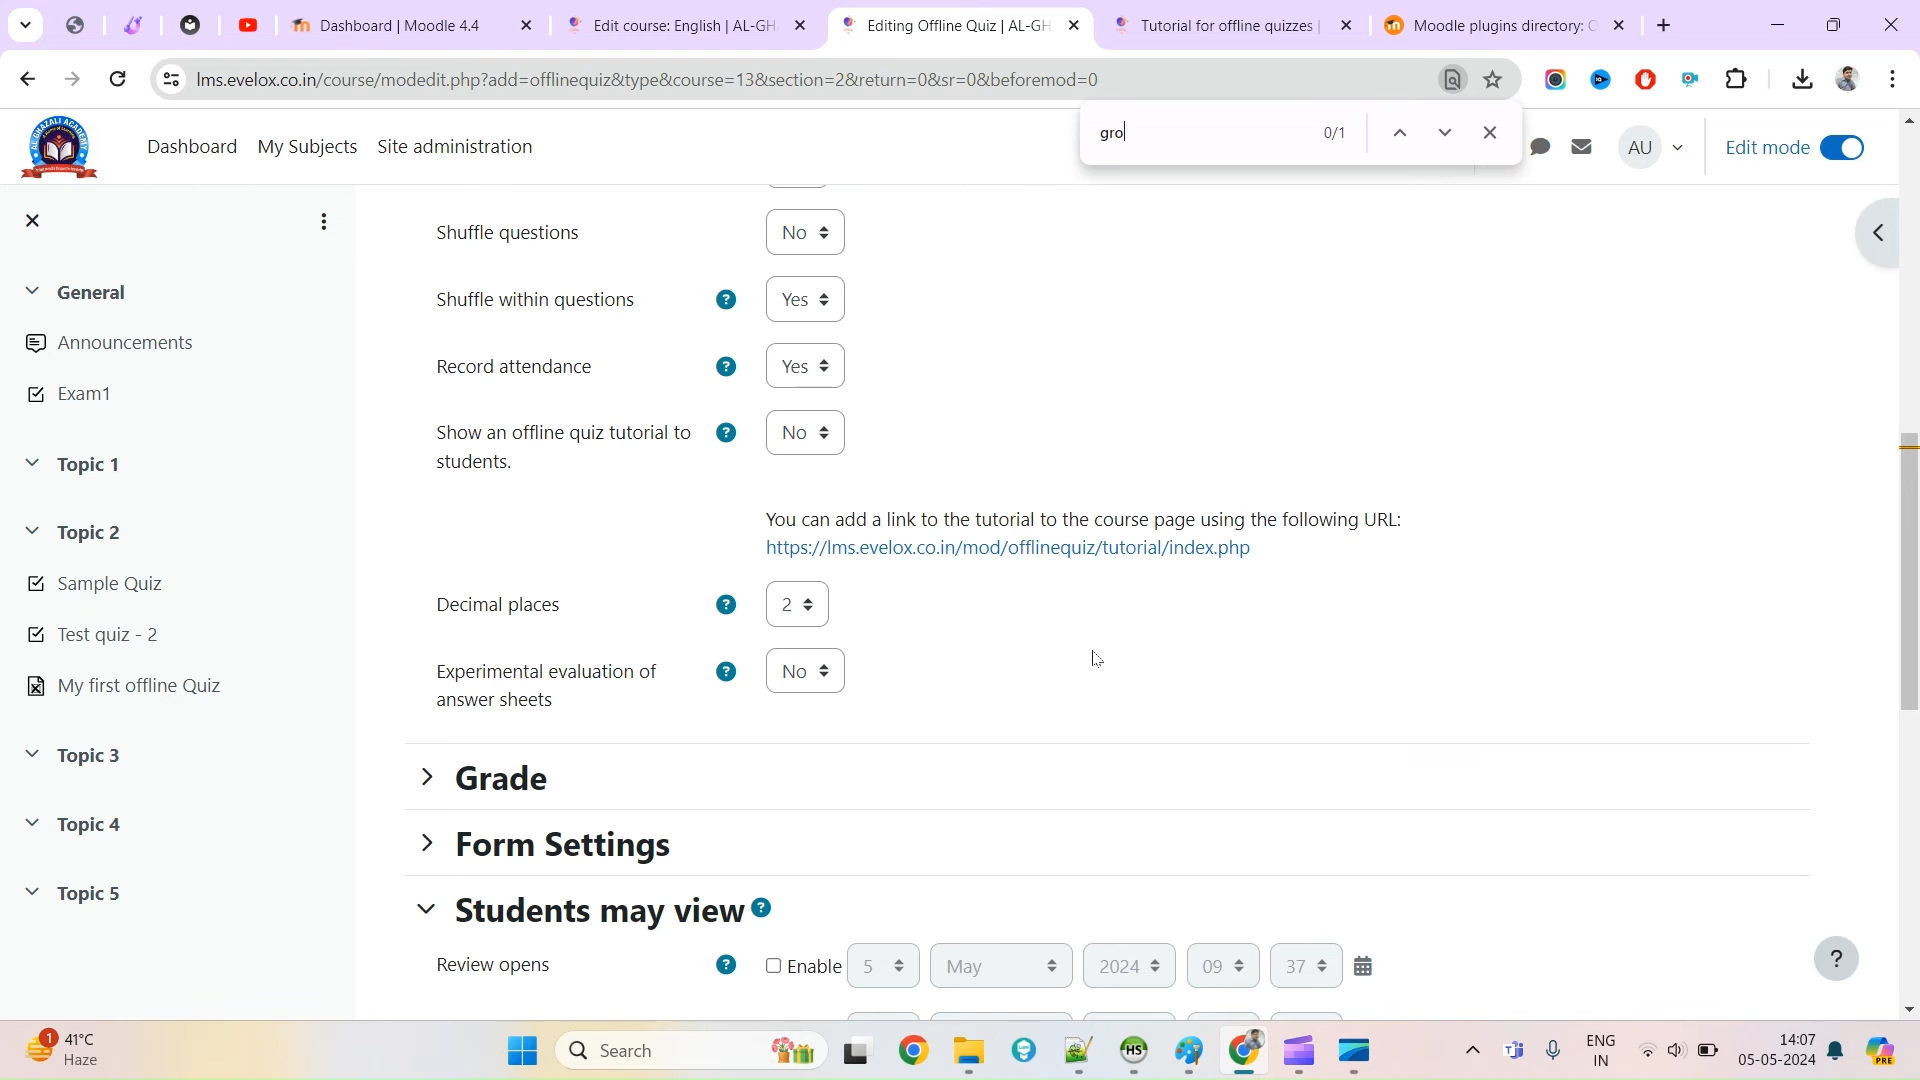 Dashboard | Moodle 4.4
Edit course: English | AL-GH
Editing Offline Quiz | AL-GH
Tutorial for offline quizzes |
Moodle plugins directory: O
lms.evelox.co.in/course/modedit.php?add=offlinequiz&type&course=13&section=2&return=0&sr=0&beforemod=0
gro
0/1
AL GHAZALI ACADEMY
Dashboard
My Subjects
Site administration
AU
Edit mode
General
Announcements
Exam1
Topic 1
Topic 2
Sample Quiz
Test quiz - 2
My first offline Quiz
Topic 3
Topic 4
Topic 5
Shuffle questions
No
Shuffle within questions
?
Yes
Record attendance
?
Yes
Show an offline quiz tutorial to
students.
?
No
You can add a link to the tutorial to the course page using the following URL:
https://lms.evelox.co.in/mod/offlinequiz/tutorial/index.php
Decimal places
?
2
Experimental evaluation of
answer sheets
?
No
Grade
Form Settings
Students may view
?
Review opens
?
Enable
5
May
2024
09
37
?
1
41°C
Haze
Search
HS
ENG
IN
14:07
05-05-2024
PRE